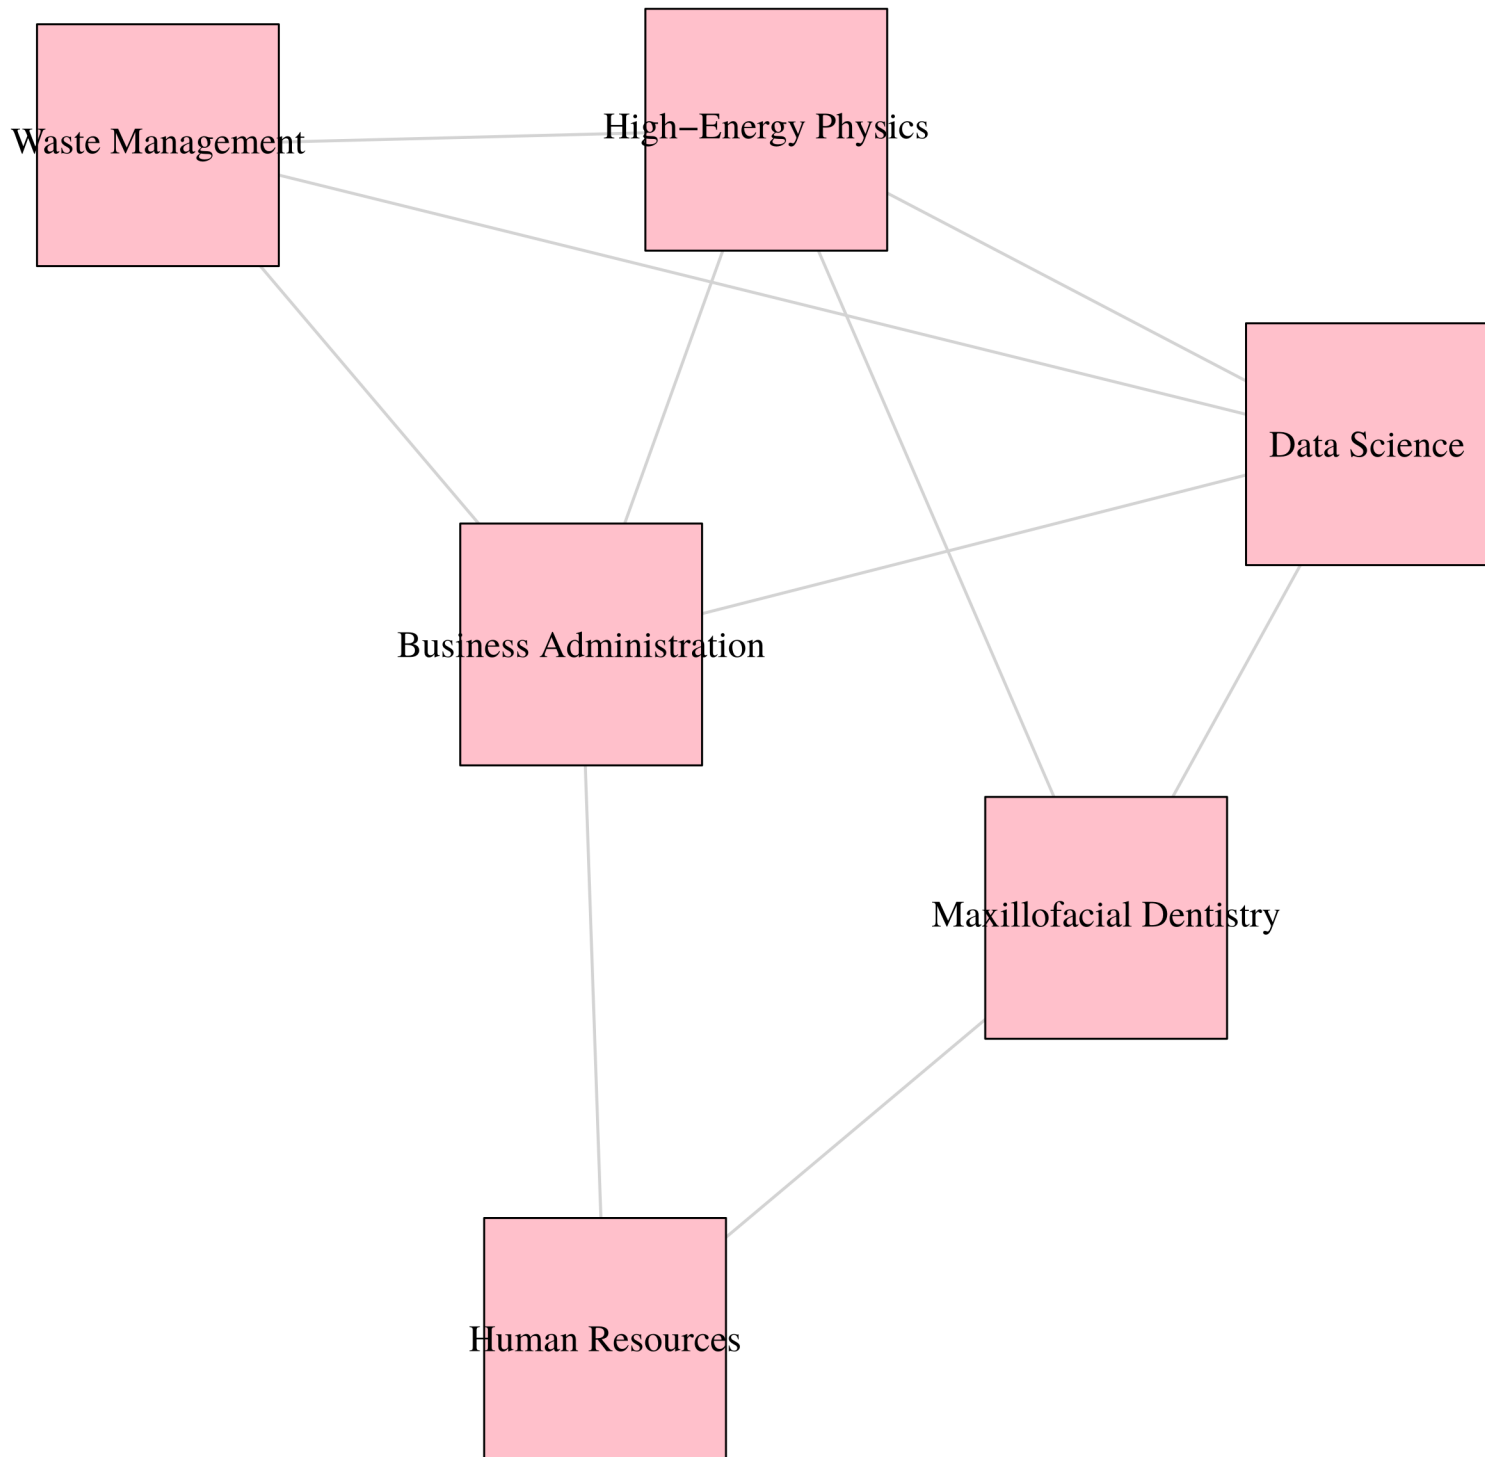 Waste Management
High−Energy Physics
Data Science
Business Administration
Maxillofacial Dentistry
Human Resources